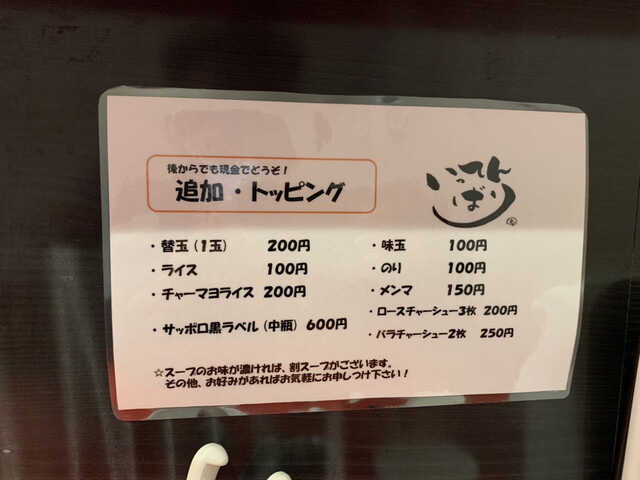 後からでも現金でどうぞ！
追加・トッピング
・替玉（1玉） 200円
・ライス 100円
・チャーマヨライス 200円
・サッポロ黒ラベル（中瓶） 600円
・味玉 100円
・のり 100円
・メンマ 150円
・ロースチャーシュー3枚 200円
・バラチャーシュー2枚 250円
☆スープのお味が濃ければ、割スープがございます。
その他、お好みがあればお気軽にお申しつけ下さい！